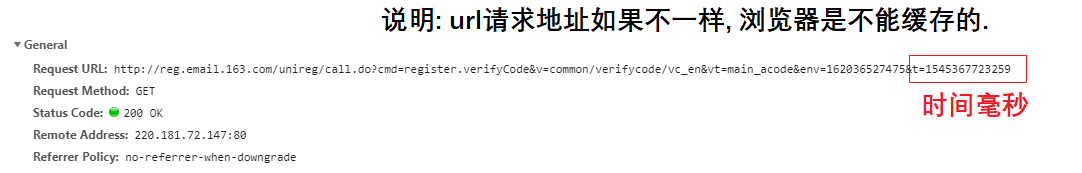 说明: url请求地址如果不一样, 浏览器是不能缓存的.
General
Request URL: http://reg.email.163.com/unireg/call.do?cmd=register.verifyCode&v=common/verifycode/vc_en&vt=main_acode&env=162036527475&t=1545367723259
时间毫秒
Request Method: GET
Status Code: 200 OK
Remote Address: 220.181.72.147:80
Referrer Policy: no-referrer-when-downgrade